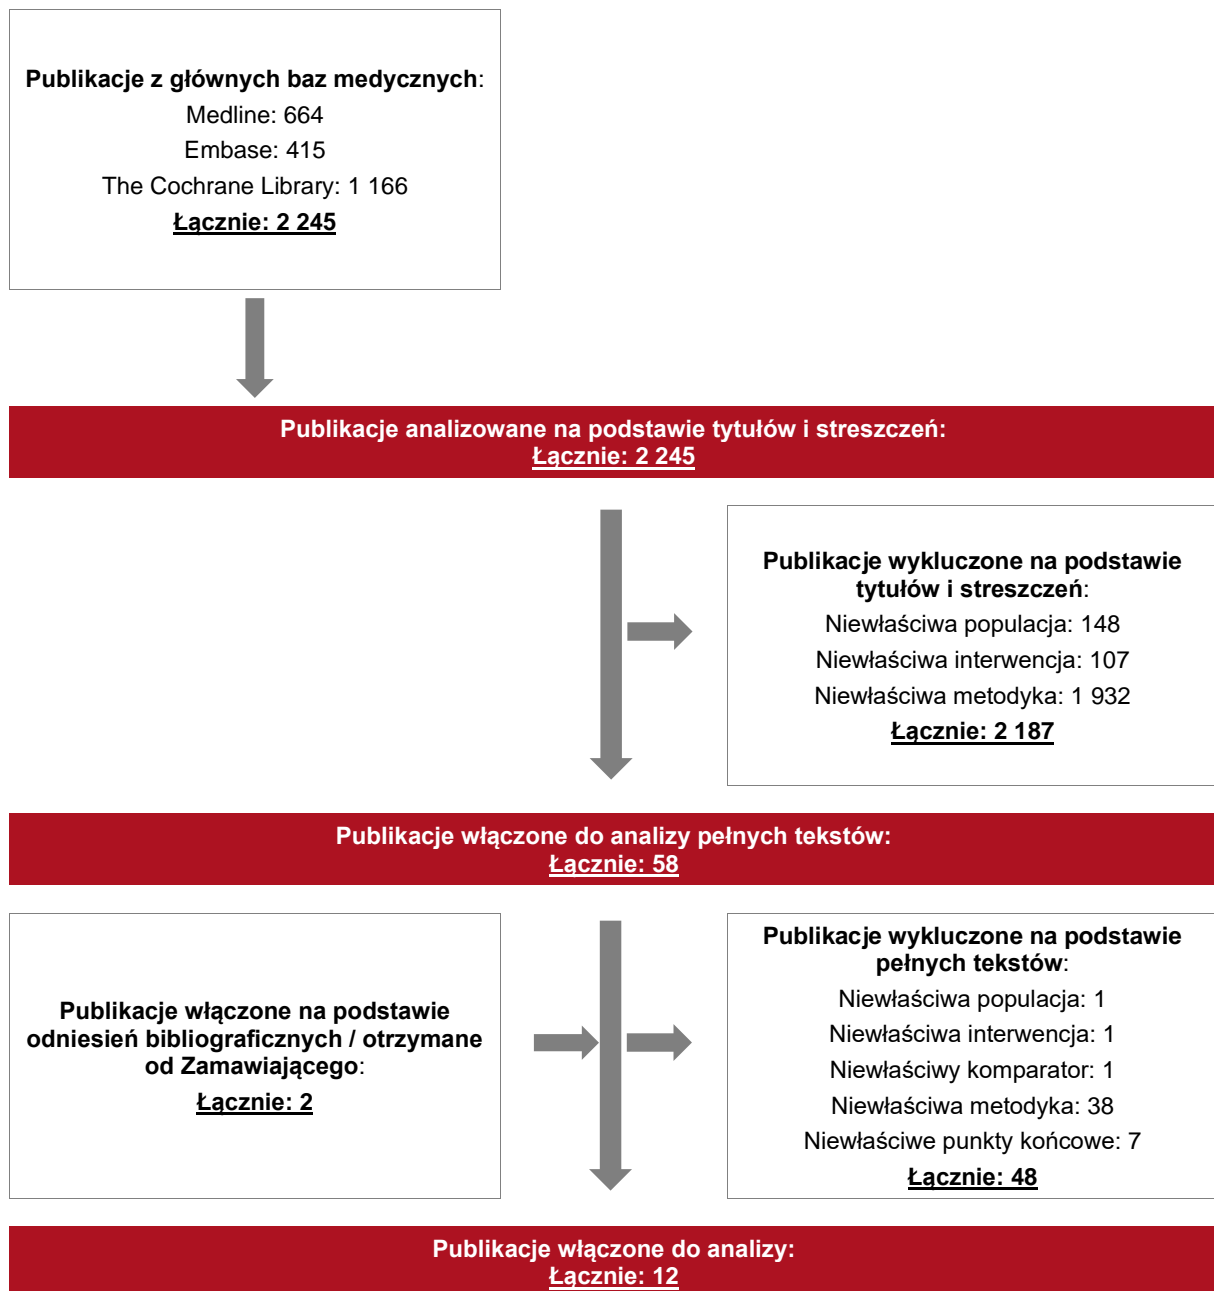 Publikacje z głównych baz medycznych:
Medline: 664
Embase: 415
The Cochrane Library: 1 166
Łącznie: 2 245
Publikacje analizowane na podstawie tytułów i streszczeń:
Łącznie: 2 245
Publikacje wykluczone na podstawie
tytułów i streszczeń:
Niewłaściwa populacja: 148
Niewłaściwa interwencja: 107
Niewłaściwa metodyka: 1 932
Łącznie: 2 187
Publikacje włączone do analizy pełnych tekstów:
Łącznie: 58
Publikacje włączone na podstawie
odniesień bibliograficznych / otrzymane
od Zamawiającego:
Łącznie: 2
Publikacje wykluczone na podstawie
pełnych tekstów:
Niewłaściwa populacja: 1
Niewłaściwa interwencja: 1
Niewłaściwy komparator: 1
Niewłaściwa metodyka: 38
Niewłaściwe punkty końcowe: 7
Łącznie: 48
Publikacje włączone do analizy:
Łącznie: 12